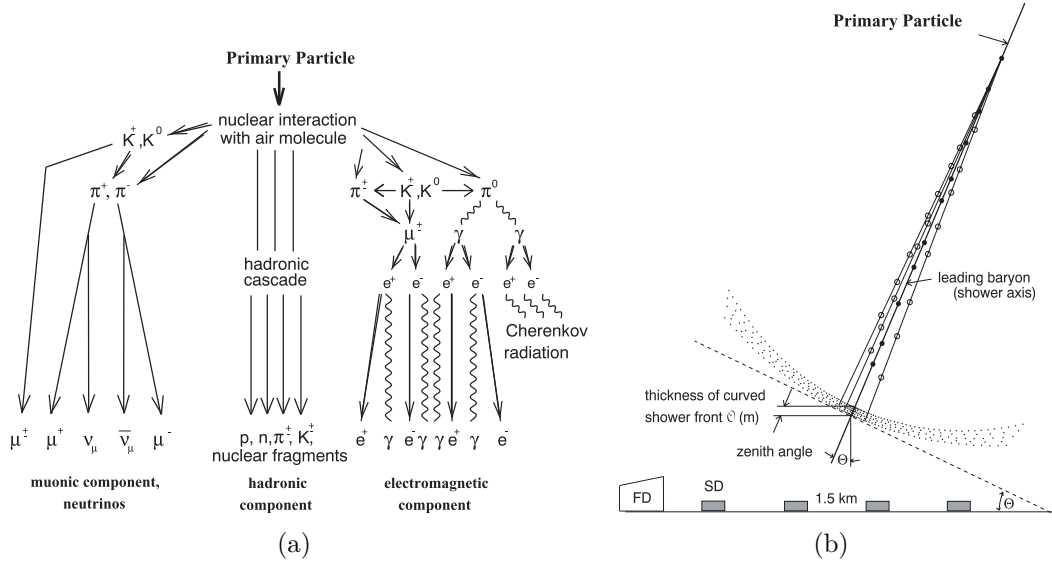 Primary Particle
nuclear interaction
with air molecule
K±,K⁰
π⁺, π⁻
π± K±,K⁰ π⁰
μ± γ γ
hadronic
cascade
e⁺ e⁻ e⁺ e⁻ e⁺ e⁻
Cherenkov
radiation
μ± μ⁺ ν_μ ν̄_μ μ⁻
p, n,π±, K±,
nuclear fragments
e⁺ γ e⁻ γ γ e⁺ γ e⁻
muonic component,
neutrinos
hadronic
component
electromagnetic
component
(a)
Primary Particle
leading baryon
(shower axis)
thickness of curved
shower front ϑ (m)
zenith angle
Θ
FD
SD
1.5 km
Θ
(b)